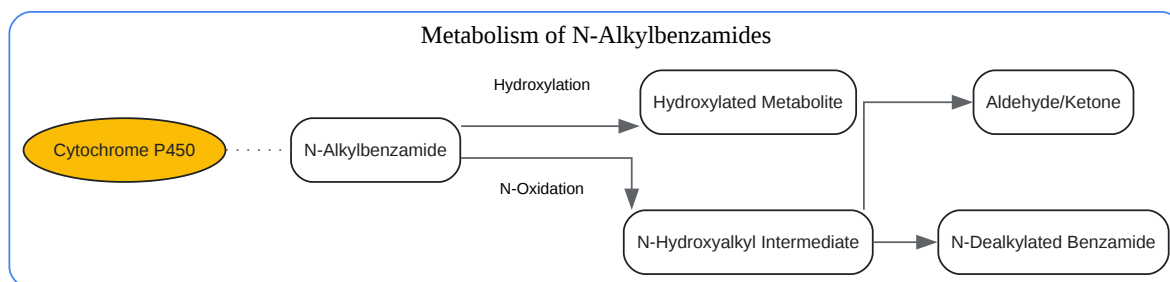 Metabolism of N-Alkylbenzamides
Hydroxylation
Hydroxylated Metabolite
Aldehyde/Ketone
Cytochrome P450
N-Alkylbenzamide
N-Oxidation
N-Hydroxyalkyl Intermediate
N-Dealkylated Benzamide